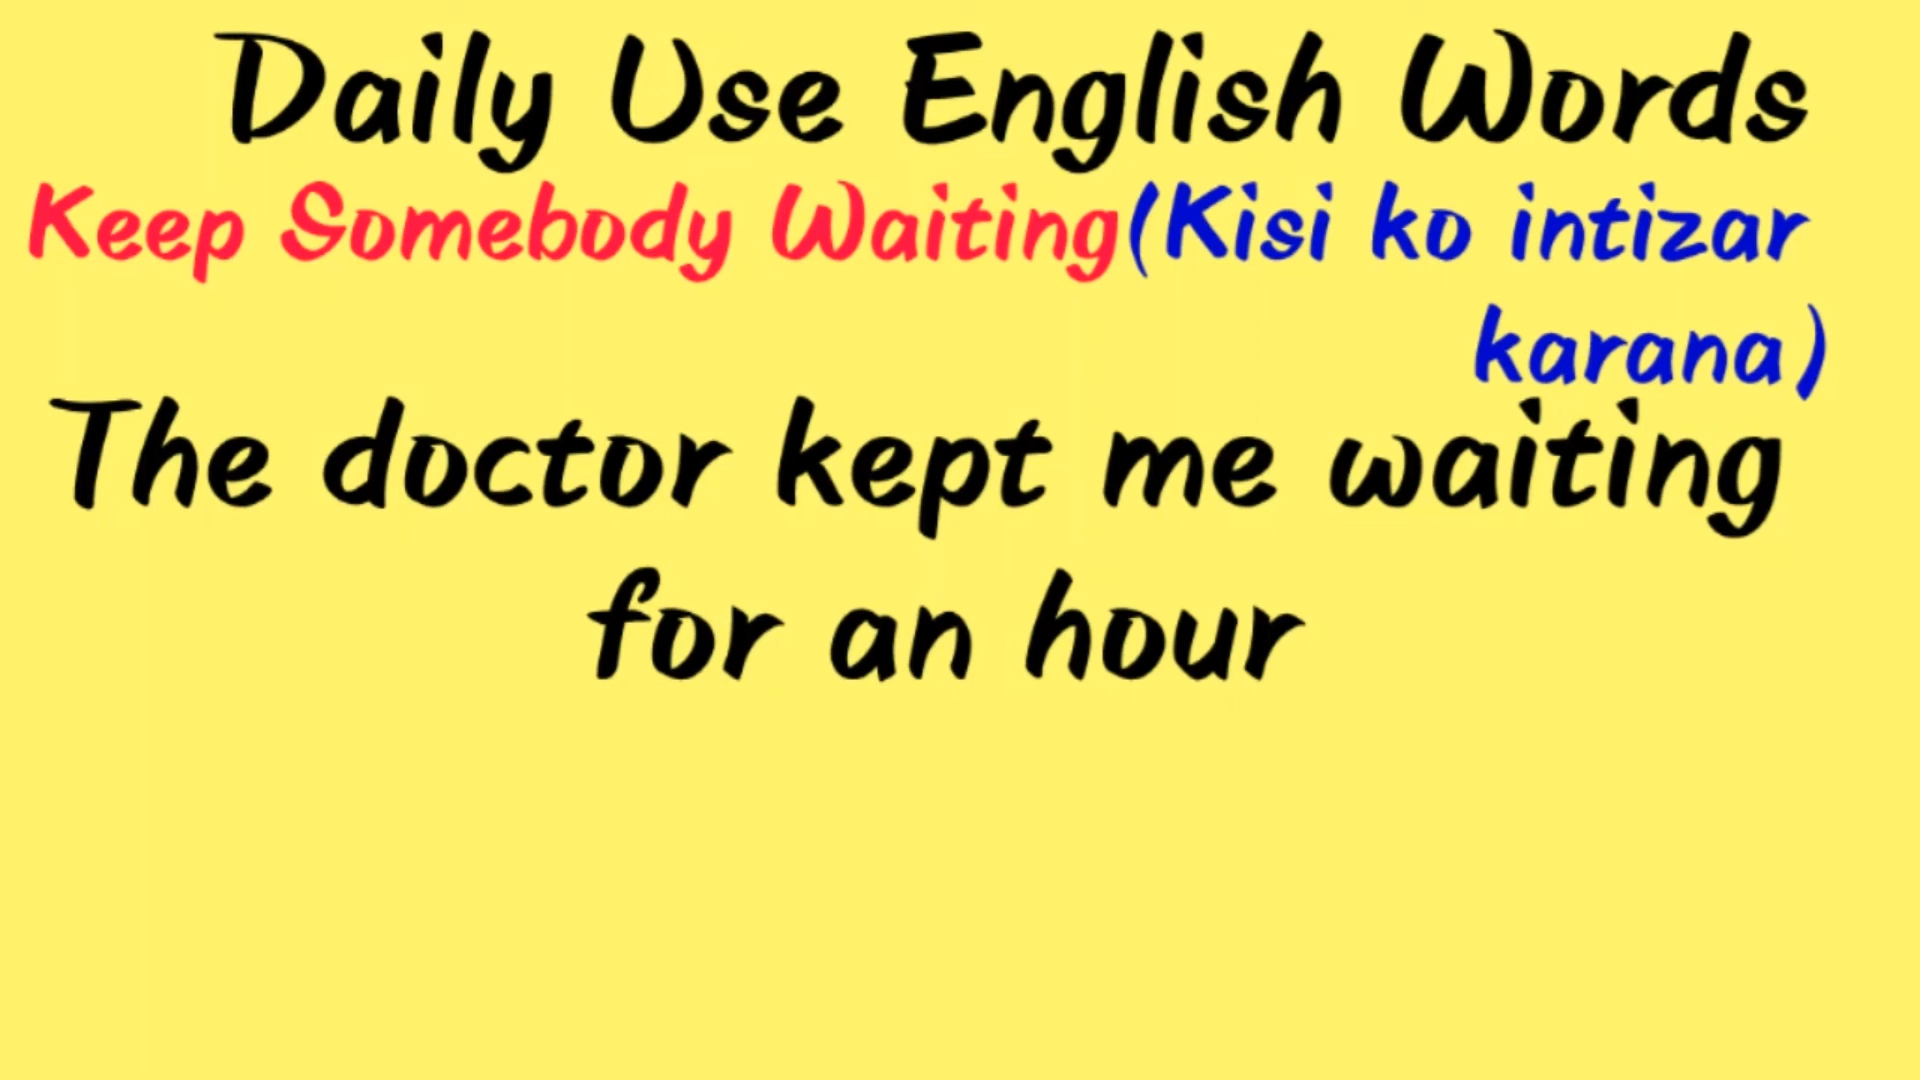 Daily Use English Words
Keep Somebody Waiting(Kisi ko intizar
karana)
The doctor kept me waiting
for an hour